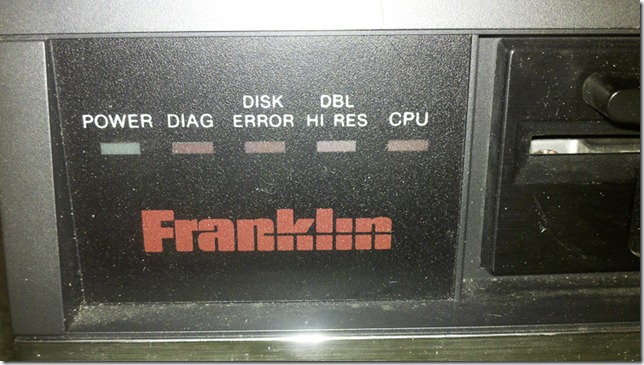 DISK DBL
POWER DIAG ERROR HI RES CPU
Franklin